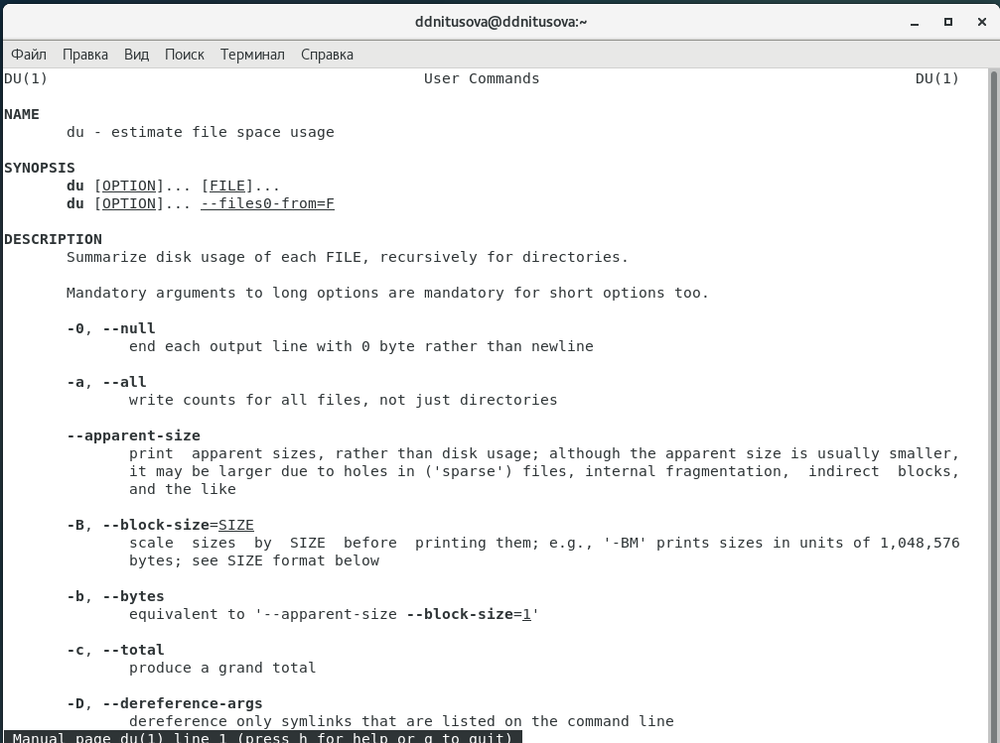 ddnitusova@ddnitusova:~
Файл Правка Вид Поиск Терминал Справка
DU(1) User Commands DU(1)
NAME
du - estimate file space usage
SYNOPSIS
du [OPTION]... [FILE]...
du [OPTION]... --files0-from=F
DESCRIPTION
Summarize disk usage of each FILE, recursively for directories.
Mandatory arguments to long options are mandatory for short options too.
-0, --null
end each output line with 0 byte rather than newline
-a, --all
write counts for all files, not just directories
--apparent-size
print apparent sizes, rather than disk usage; although the apparent size is usually smaller,
it may be larger due to holes in ('sparse') files, internal fragmentation, indirect blocks,
and the like
-B, --block-size=SIZE
scale sizes by SIZE before printing them; e.g., '-BM' prints sizes in units of 1,048,576
bytes; see SIZE format below
-b, --bytes
equivalent to '--apparent-size --block-size=1'
-c, --total
produce a grand total
-D, --dereference-args
dereference only symlinks that are listed on the command line
Manual page du(1) line 1 (press h for help or q to quit)